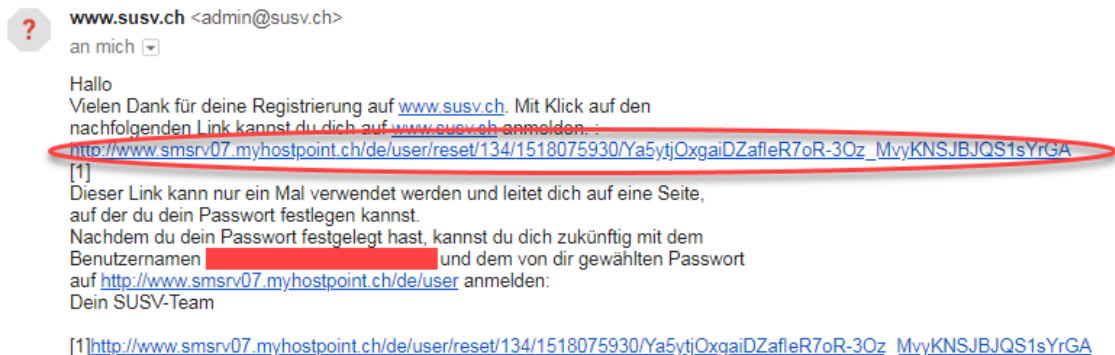 ?
www.susv.ch <admin@susv.ch>
an mich
Hallo
Vielen Dank für deine Registrierung auf www.susv.ch. Mit Klick auf den
nachfolgenden Link kannst du dich auf www.susv.ch anmelden. :
http://www.smsrv07.myhostpoint.ch/de/user/reset/134/1518075930/Ya5ytjOxgaiDZafleR7oR-3Oz_MvyKNSJBJQS1sYrGA
[1]
Dieser Link kann nur ein Mal verwendet werden und leitet dich auf eine Seite,
auf der du dein Passwort festlegen kannst.
Nachdem du dein Passwort festgelegt hast, kannst du dich zukünftig mit dem
Benutzernamen und dem von dir gewählten Passwort
auf http://www.smsrv07.myhostpoint.ch/de/user anmelden:
Dein SUSV-Team
[1]http://www.smsrv07.myhostpoint.ch/de/user/reset/134/1518075930/Ya5ytjOxgaiDZafleR7oR-3Oz_MvyKNSJBJQS1sYrGA